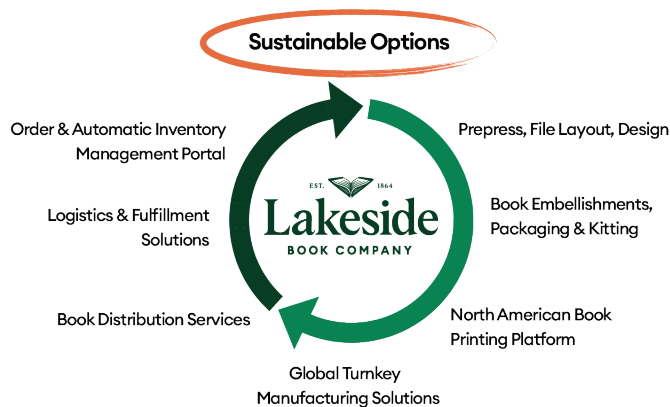 Sustainable Options
Prepress, File Layout, Design
Book Embellishments,
Packaging & Kitting
North American Book
Printing Platform
Global Turnkey
Manufacturing Solutions
Book Distribution Services
Logistics & Fulfillment
Solutions
Order & Automatic Inventory
Management Portal
EST. 1864
Lakeside
BOOK COMPANY